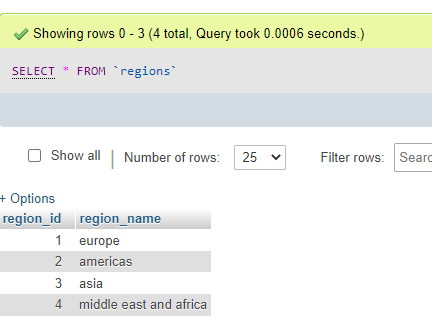 Showing rows 0 - 3 (4 total, Query took 0.0006 seconds.)
SELECT * FROM `regions`
Show all | Number of rows: 25 Filter rows: Searc
+ Options
region_id region_name
1 europe
2 americas
3 asia
4 middle east and africa